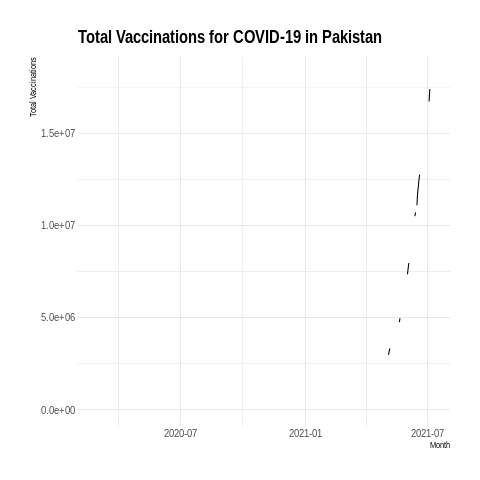 Total Vaccinations for COVID-19 in Pakistan
Total Vaccinations
1.5e+07
1.0e+07
5.0e+06
0.0e+00
2020-07
2021-01
2021-07
Month